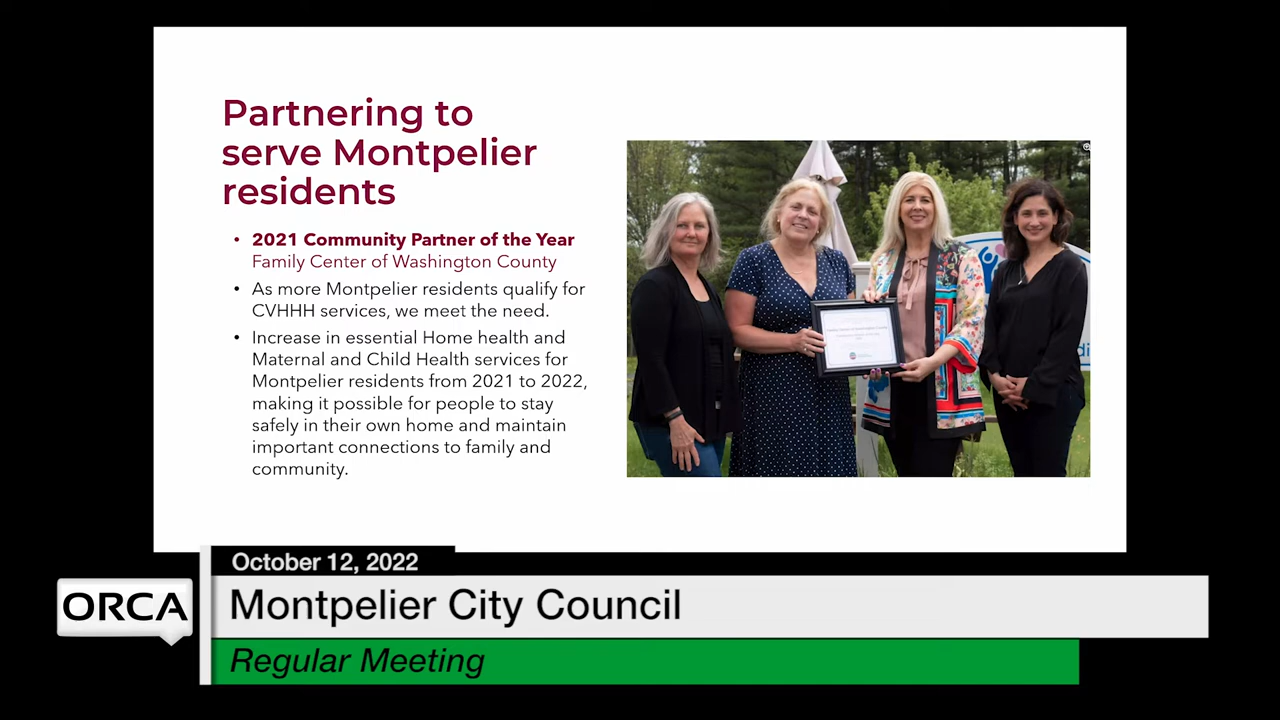 Partnering to
serve Montpelier
residents
• 2021 Community Partner of the Year
Family Center of Washington County
• As more Montpelier residents qualify for
CVHHH services, we meet the need.
• Increase in essential Home health and
Maternal and Child Health services for
Montpelier residents from 2021 to 2022,
making it possible for people to stay
safely in their own home and maintain
important connections to family and
community.
October 12, 2022
ORCA
Montpelier City Council
Regular Meeting